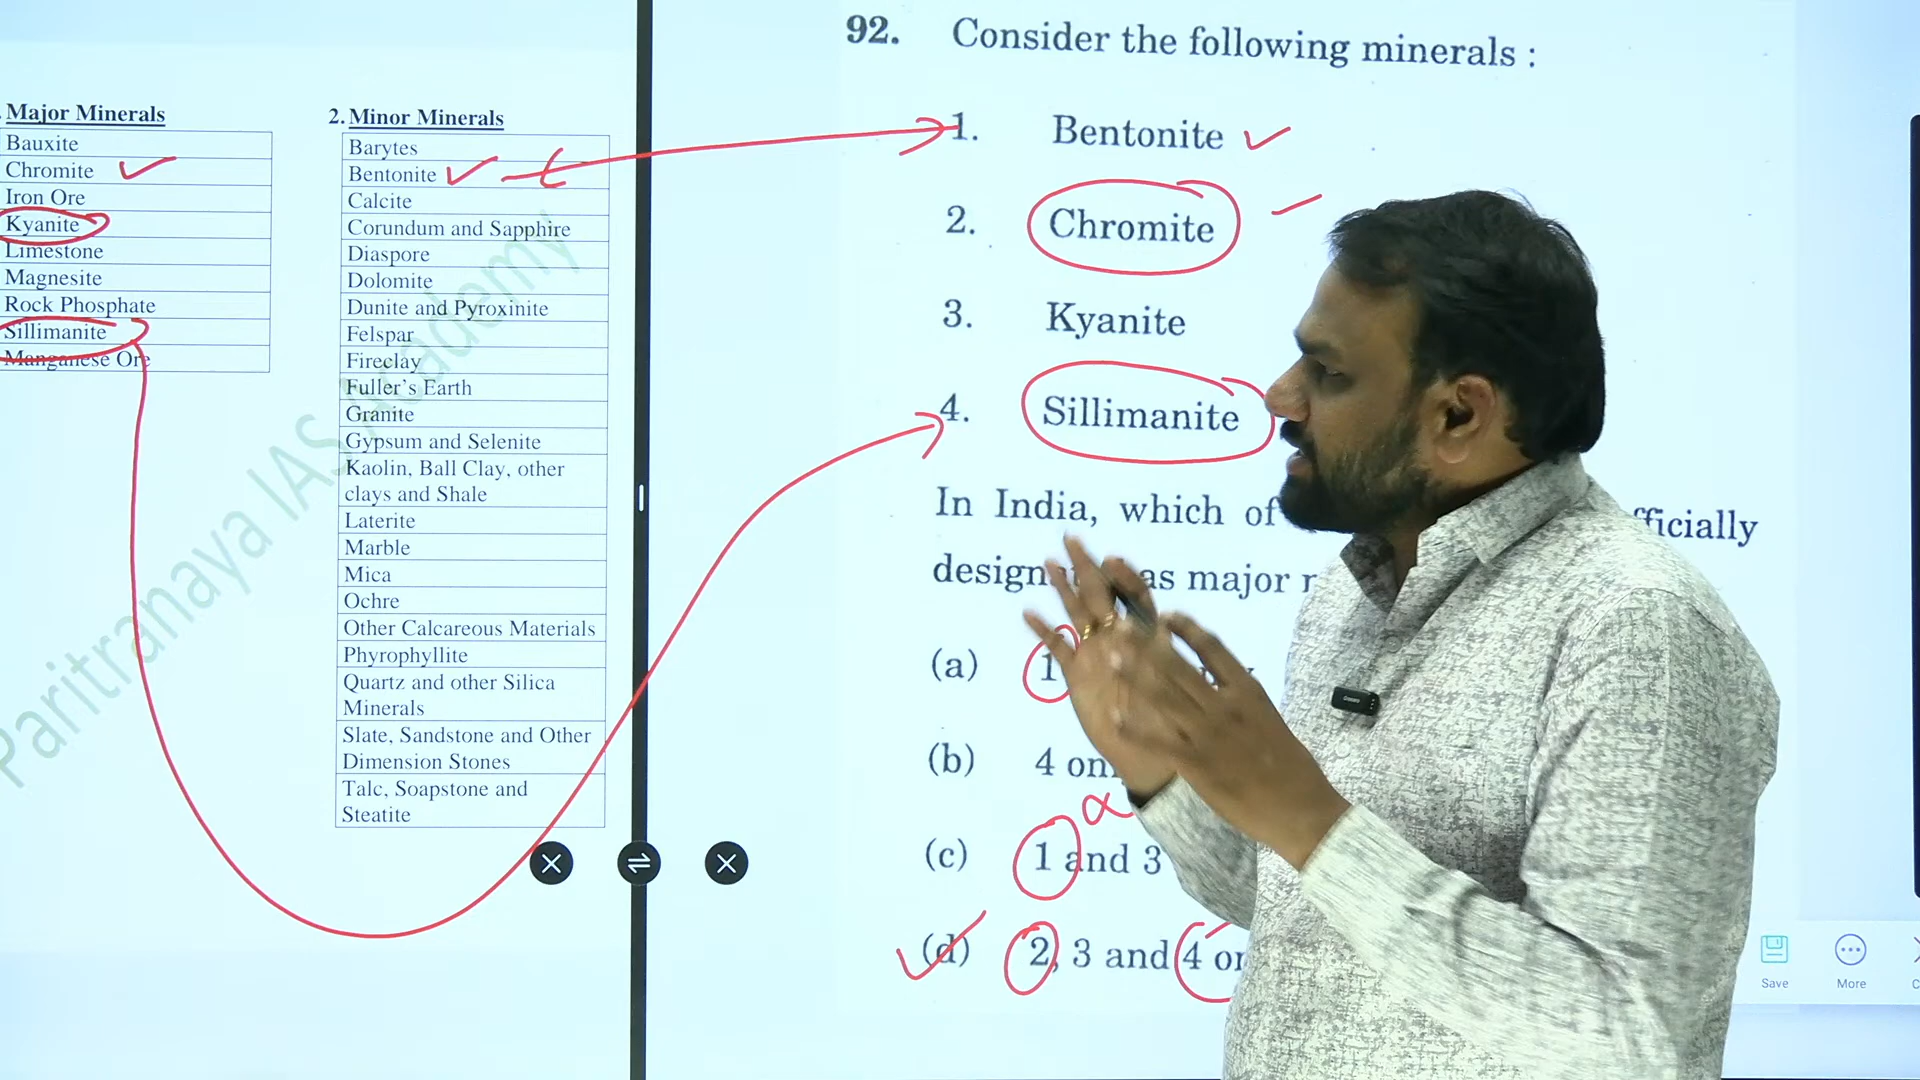 Major Minerals
Bauxite
Chromite
Iron Ore
Kyanite
Limestone
Magnesite
Rock Phosphate
Sillimanite
Manganese Ore
2. Minor Minerals
Barytes
Bentonite
Calcite
Corundum and Sapphire
Diaspore
Dolomite
Dunite and Pyroxinite
Felspar
Fireclay
Fuller's Earth
Granite
Gypsum and Selenite
Kaolin, Ball Clay, other
clays and Shale
Laterite
Marble
Mica
Ochre
Other Calcareous Materials
Phyrophyllite
Quartz and other Silica
Minerals
Slate, Sandstone and Other
Dimension Stones
Talc, Soapstone and
Steatite
Paritranaya IAS Academy
92. Consider the following minerals :
1. Bentonite
2. Chromite
3. Kyanite
4. Sillimanite
In India, which of
as major
(a) 1
(b) 4
(c) 1 and 3
(d) 2, 3 and 4
Save
More